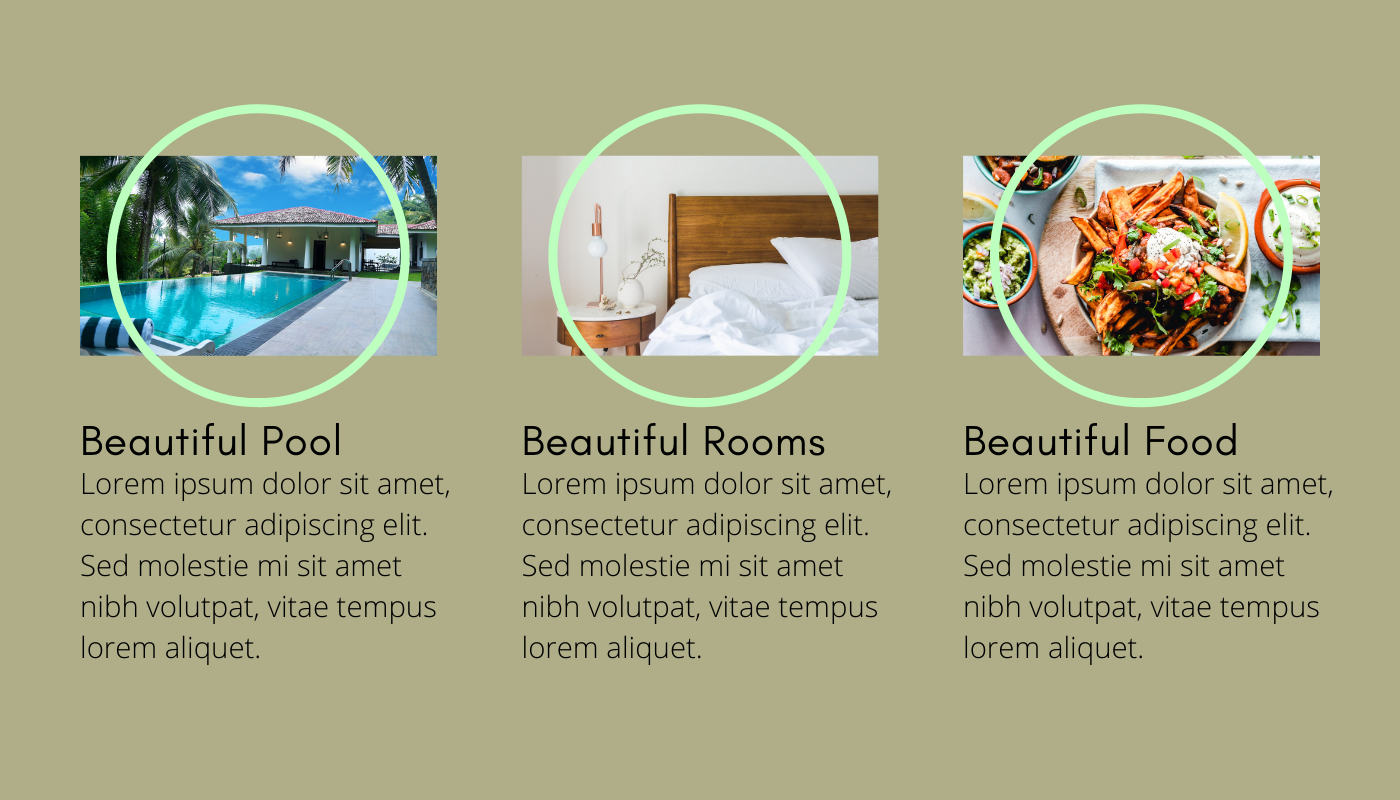 Beautiful Pool
Lorem ipsum dolor sit amet,
consectetur adipiscing elit.
Sed molestie mi sit amet
nibh volutpat, vitae tempus
lorem aliquet.
Beautiful Rooms
Lorem ipsum dolor sit amet,
consectetur adipiscing elit.
Sed molestie mi sit amet
nibh volutpat, vitae tempus
lorem aliquet.
Beautiful Food
Lorem ipsum dolor sit amet,
consectetur adipiscing elit.
Sed molestie mi sit amet
nibh volutpat, vitae tempus
lorem aliquet.